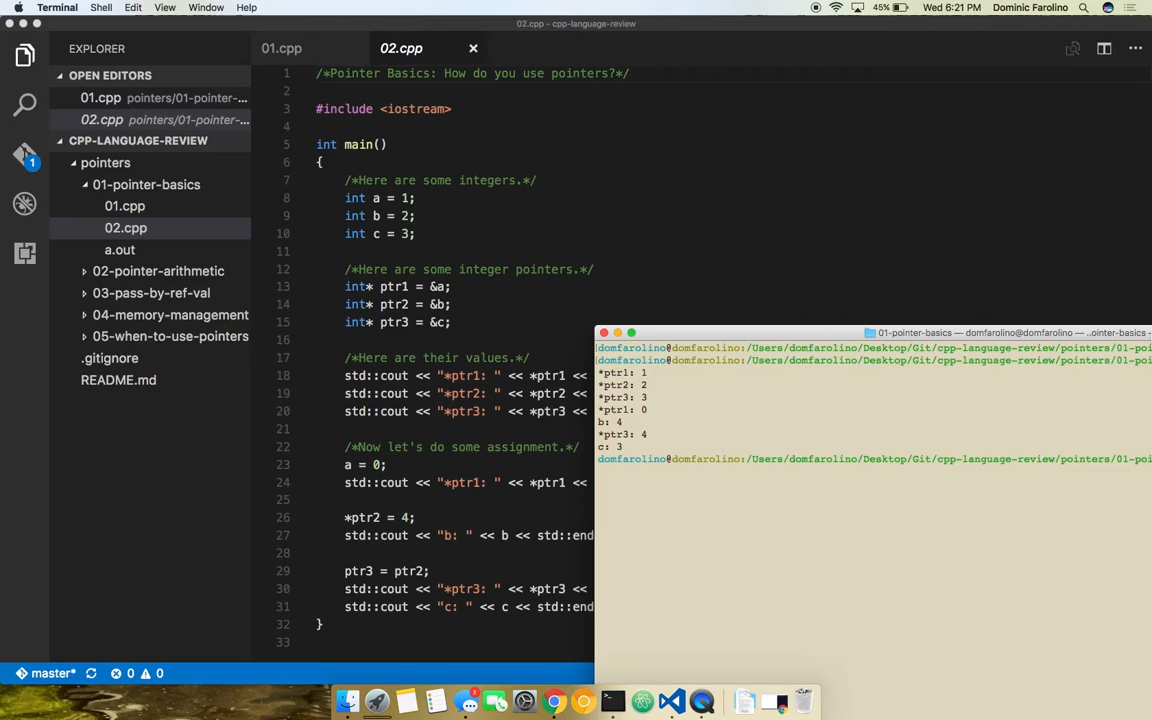 Terminal Shell Edit View Window Help 45% Wed 6:21 PM Dominic Farolino
02.cpp - cpp-language-review
EXPLORER
OPEN EDITORS
01.cpp pointers/01-pointer-...
02.cpp pointers/01-pointer-...
CPP-LANGUAGE-REVIEW
pointers
01-pointer-basics
01.cpp
02.cpp
a.out
02-pointer-arithmetic
03-pass-by-ref-val
04-memory-management
05-when-to-use-pointers
.gitignore
README.md
1
01.cpp 02.cpp
1 /*Pointer Basics: How do you use pointers?*/
2
3 #include <iostream>
4
5 int main()
6 {
7 /*Here are some integers.*/
8 int a = 1;
9 int b = 2;
10 int c = 3;
11
12 /*Here are some integer pointers.*/
13 int* ptr1 = &a;
14 int* ptr2 = &b;
15 int* ptr3 = &c;
16
17 /*Here are their values.*/
18 std::cout << "*ptr1: " << *ptr1 <<
19 std::cout << "*ptr2: " << *ptr2 <<
20 std::cout << "*ptr3: " << *ptr3 <<
21
22 /*Now let's do some assignment.*/
23 a = 0;
24 std::cout << "*ptr1: " << *ptr1 <<
25
26 *ptr2 = 4;
27 std::cout << "b: " << b << std::end
28
29 ptr3 = ptr2;
30 std::cout << "*ptr3: " << *ptr3 <<
31 std::cout << "c: " << c << std::end
32 }
33
01-pointer-basics — domfarolino@domfarolino — ..ointer-basics -
[domfarolino@domfarolino:/Users/domfarolino/Desktop/Git/cpp-language-review/pointers/01-poi
[domfarolino@domfarolino:/Users/domfarolino/Desktop/Git/cpp-language-review/pointers/01-poi
*ptr1: 1
*ptr2: 2
*ptr3: 3
*ptr1: 0
b: 4
*ptr3: 4
c: 3
domfarolino@domfarolino:/Users/domfarolino/Desktop/Git/cpp-language-review/pointers/01-poi
master* 0 0